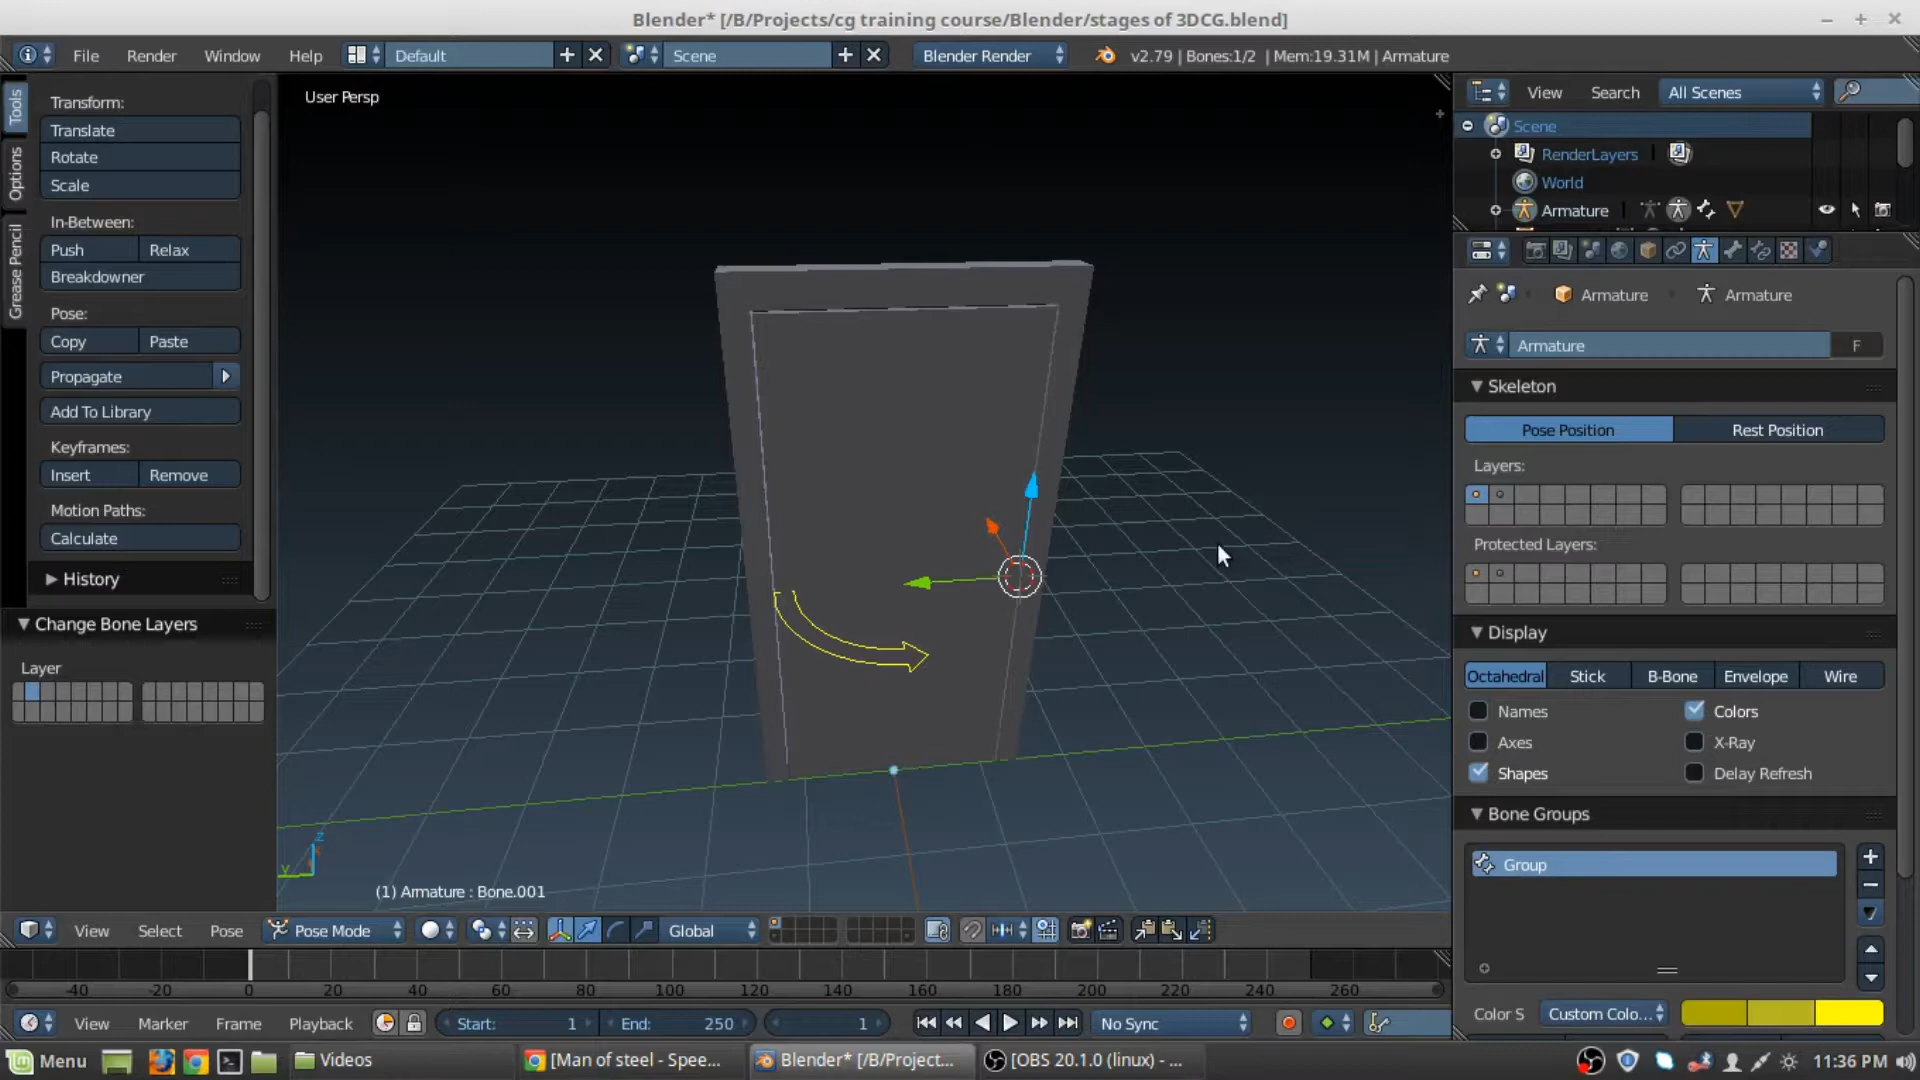 Blender* [/B/Projects/cg training course/Blender/stages of 3DCG.blend]
File Render Window Help Default Scene Blender Render v2.79 | Bones:1/2 | Mem:19.31M | Armature
Tools
Options
Grease Pencil
Transform:
Translate
Rotate
Scale
In-Between:
Push Relax
Breakdowner
Pose:
Copy Paste
Propagate
Add To Library
Keyframes:
Insert Remove
Motion Paths:
Calculate
History
Change Bone Layers
Layer
User Persp
(1) Armature : Bone.001
View Search All Scenes
Scene
RenderLayers
World
Armature
Armature Armature
Armature F
Skeleton
Pose Position Rest Position
Layers:
Protected Layers:
Display
Octahedral Stick B-Bone Envelope Wire
Names Colors
Axes X-Ray
Shapes Delay Refresh
Bone Groups
Group
Color S Custom Colo...
View Select Pose Pose Mode Global
-40 -20 0 20 40 60 80 100 120 140 160 180 200 220 240 260
View Marker Frame Playback Start: 1 End: 250 1 No Sync
Menu Videos [Man of steel - Spee... Blender* [/B/Project... [OBS 20.1.0 (linux) - ... 11:36 PM